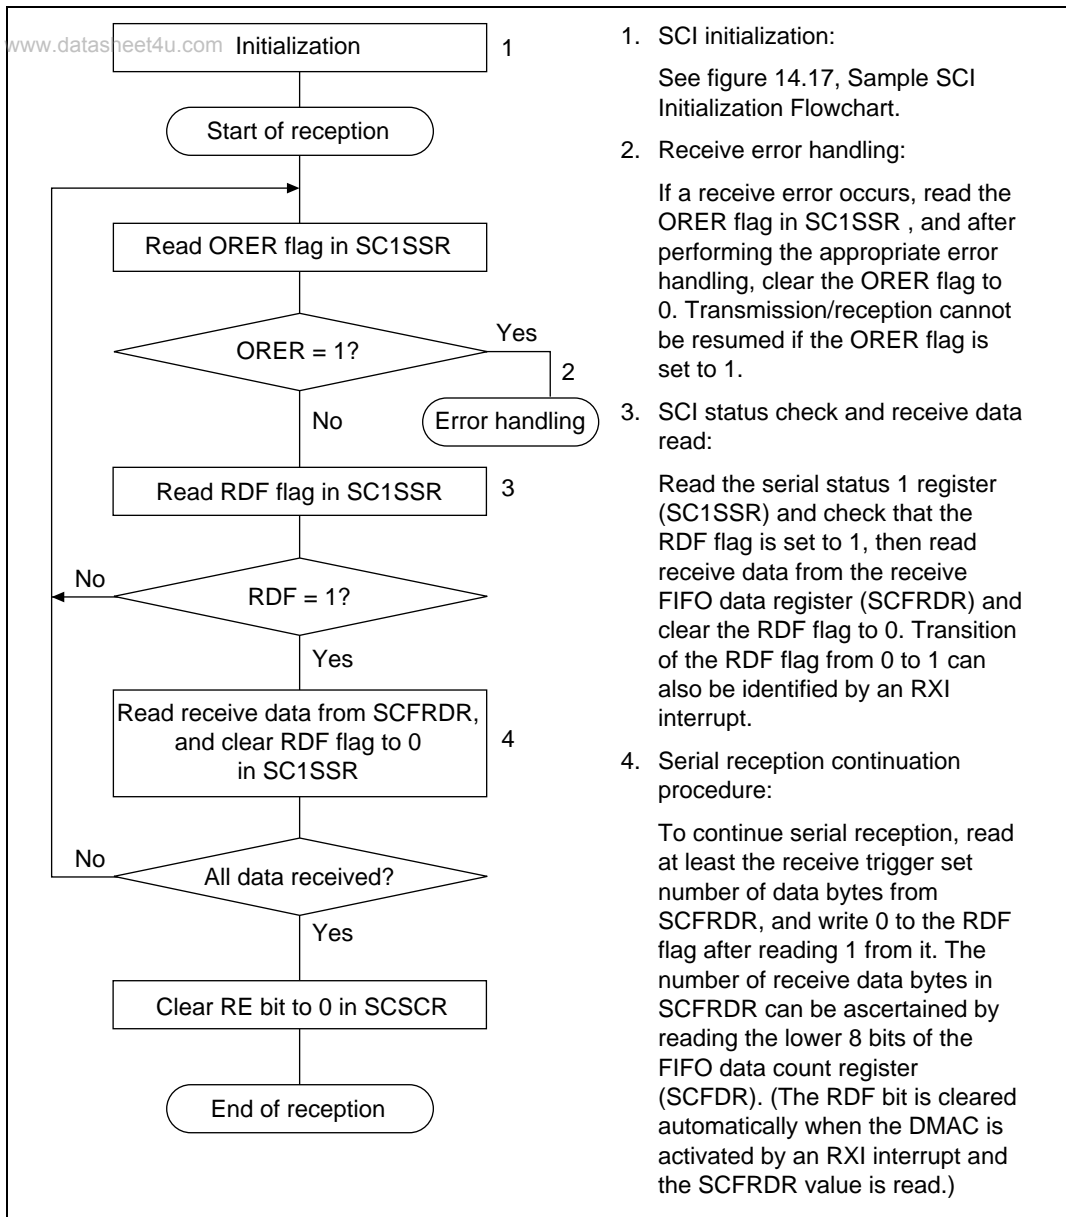 www.datasheet4u.com
Initialization
1
Start of reception
Read ORER flag in SC1SSR
ORER = 1?
Yes
2
Error handling
No
Read RDF flag in SC1SSR
3
No
RDF = 1?
Yes
Read receive data from SCFRDR,
and clear RDF flag to 0
in SC1SSR
4
No
All data received?
Yes
Clear RE bit to 0 in SCSCR
End of reception
1. SCI initialization:
See figure 14.17, Sample SCI
Initialization Flowchart.
2. Receive error handling:
If a receive error occurs, read the
ORER flag in SC1SSR , and after
performing the appropriate error
handling, clear the ORER flag to
0. Transmission/reception cannot
be resumed if the ORER flag is
set to 1.
3. SCI status check and receive data
read:
Read the serial status 1 register
(SC1SSR) and check that the
RDF flag is set to 1, then read
receive data from the receive
FIFO data register (SCFRDR) and
clear the RDF flag to 0. Transition
of the RDF flag from 0 to 1 can
also be identified by an RXI
interrupt.
4. Serial reception continuation
procedure:
To continue serial reception, read
at least the receive trigger set
number of data bytes from
SCFRDR, and write 0 to the RDF
flag after reading 1 from it. The
number of receive data bytes in
SCFRDR can be ascertained by
reading the lower 8 bits of the
FIFO data count register
(SCFDR). (The RDF bit is cleared
automatically when the DMAC is
activated by an RXI interrupt and
the SCFRDR value is read.)